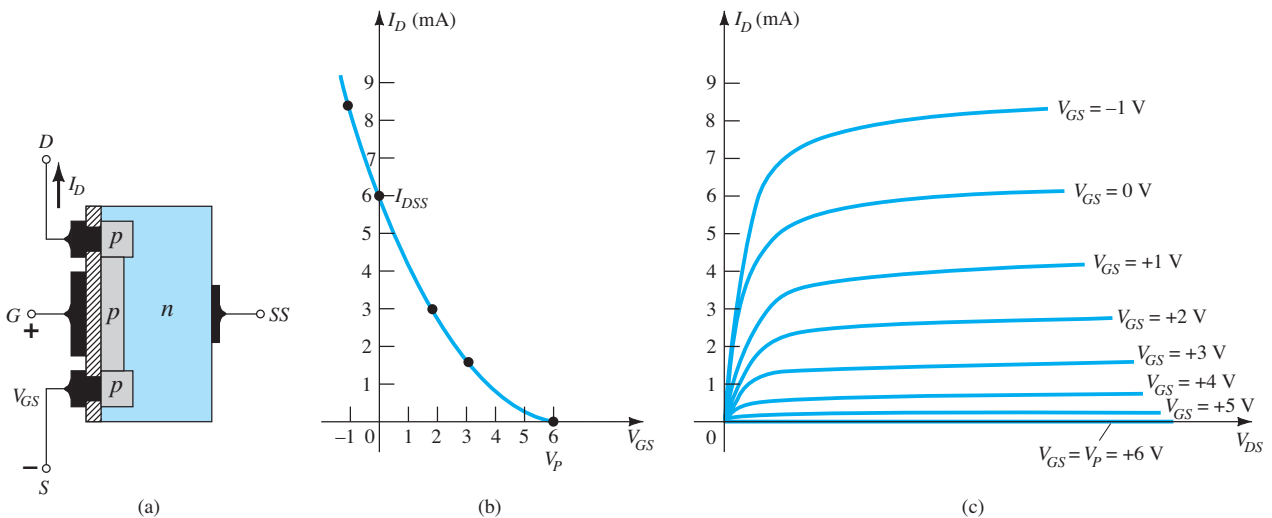 D
I_D
p
p
n
p
G
+
SS
V_GS
–
S
(a)
I_D (mA)
9
8
7
6
I_DSS
5
4
3
2
1
–1 0 1 2 3 4 5 6
V_GS
V_P
(b)
I_D (mA)
9
8
7
6
5
4
3
2
1
0
V_GS = –1 V
V_GS = 0 V
V_GS = +1 V
V_GS = +2 V
V_GS = +3 V
V_GS = +4 V
V_GS = +5 V
V_GS = V_P = +6 V
V_DS
(c)